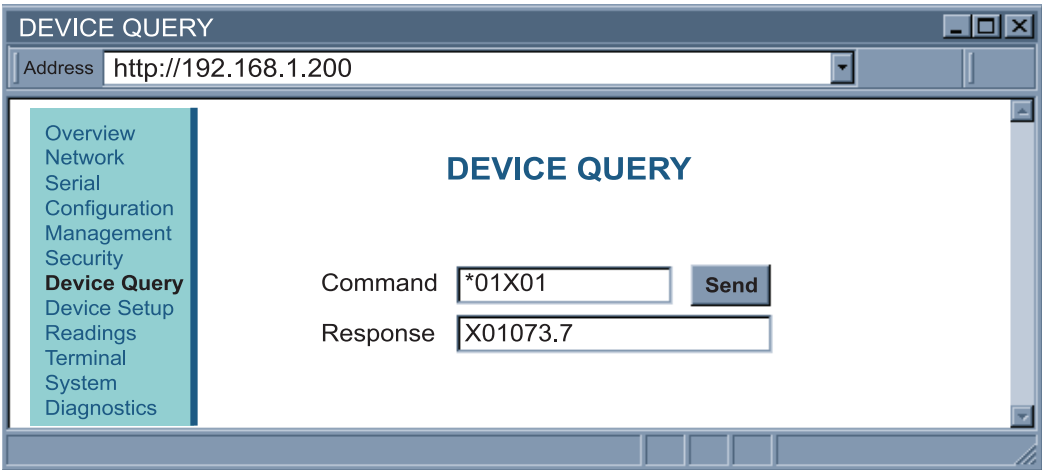 DEVICE QUERY
Address http://192.168.1.200
Overview
Network
Serial
Configuration
Management
Security
Device Query
Device Setup
Readings
Terminal
System
Diagnostics
DEVICE QUERY
Command *01X01 Send
Response X01073.7